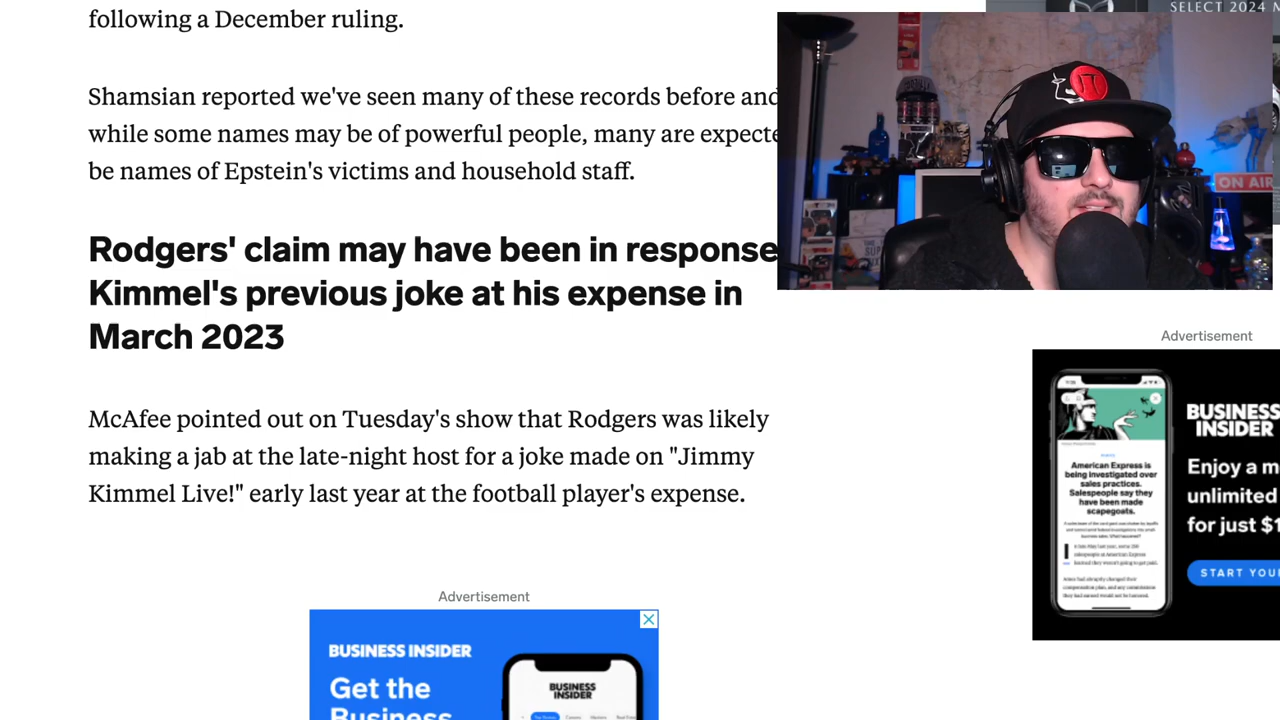 following a December ruling.
SELECT 2024 M
Shamsian reported we've seen many of these records before and
while some names may be of powerful people, many are expecte
be names of Epstein's victims and household staff.
ON AIR
Rodgers' claim may have been in response
Kimmel's previous joke at his expense in
March 2023
McAfee pointed out on Tuesday's show that Rodgers was likely
making a jab at the late-night host for a joke made on "Jimmy
Kimmel Live!" early last year at the football player's expense.
Advertisement
American Express is
being investigated over
sales practices.
Salespeople say they
have been made
scapegoats.
BUSINESS
INSIDER
Enjoy a m
unlimited
for just $1
START YOU
Advertisement
BUSINESS INSIDER
Get the
Business
BUSINESS
INSIDER